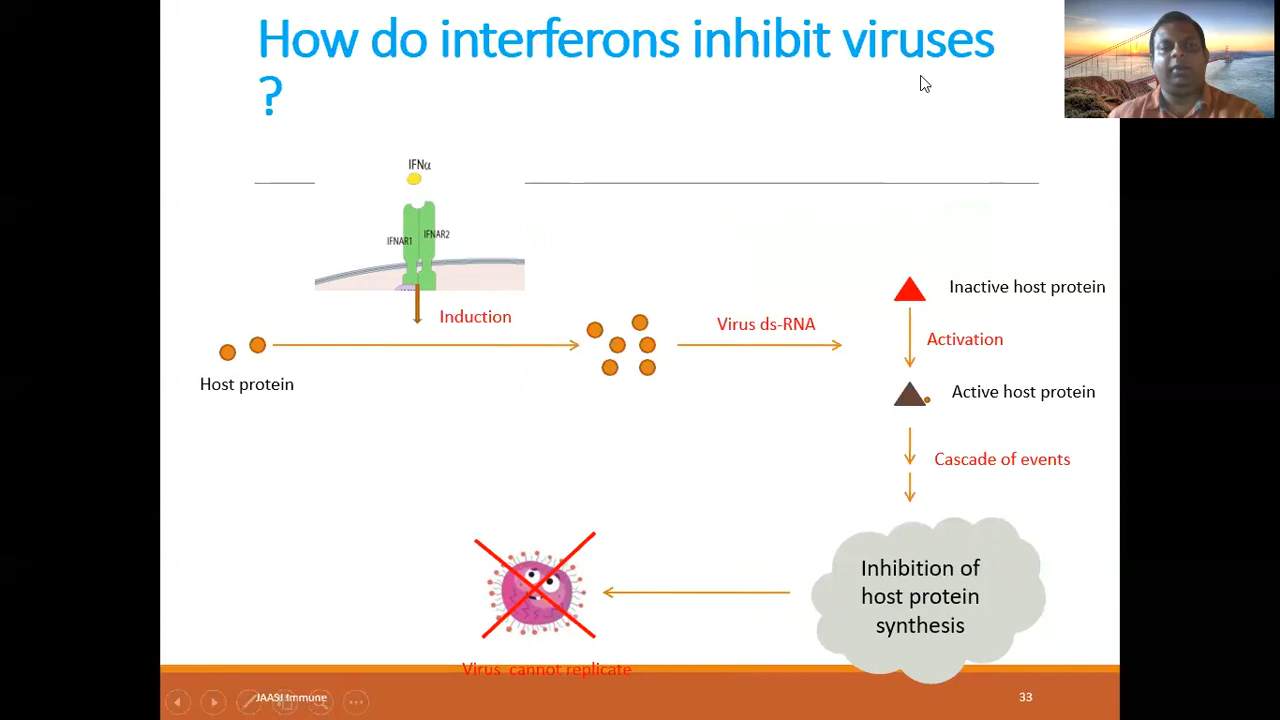 How do interferons inhibit viruses
?
IFNα
IFNAR1
IFNAR2
Induction
Host protein
Virus ds-RNA
Inactive host protein
Activation
Active host protein
Cascade of events
Inhibition of
host protein
synthesis
Virus cannot replicate
JAASI Immune
33